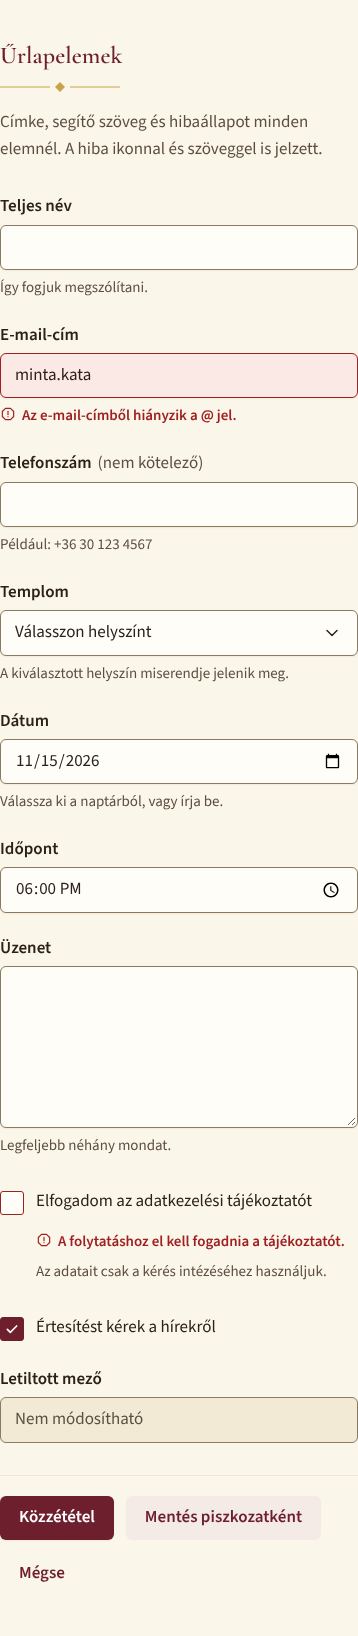 Űrlapelemek
Címke, segítő szöveg és hibaállapot minden
elemnél. A hiba ikonnal és szöveggel is jelzett.
Teljes név
Így fogjuk megszólítani.
E-mail-cím
minta.kata
Az e-mail-címből hiányzik a @ jel.
Telefonszám (nem kötelező)
Például: +36 30 123 4567
Templom
Válasszon helyszínt
A kiválasztott helyszín miserendje jelenik meg.
Dátum
11/15/2026
Válassza ki a naptárból, vagy írja be.
Időpont
06:00 PM
Üzenet
Legfeljebb néhány mondat.
Elfogadom az adatkezelési tájékoztatót
A folytatáshoz el kell fogadnia a tájékoztatót.
Az adatait csak a kérés intézéséhez használjuk.
Értesítést kérek a hírekről
Letiltott mező
Nem módosítható
Közzététel
Mentés piszkozatként
Mégse